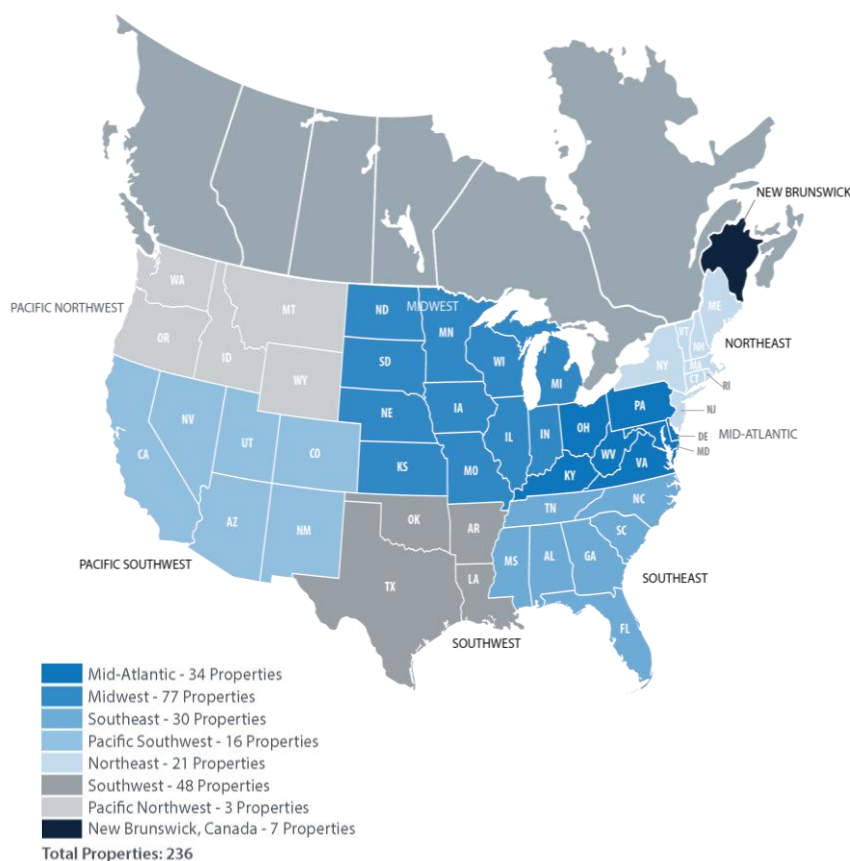 NEW BRUNSWICK
WA
MT
ND
MIDWEST
MN
ME
PACIFIC NORTHWEST
OR
ID
VT
NH
NORTHEAST
WY
SD
WI
MI
NY
MA
CT
RI
NV
UT
CO
NE
IA
IL
IN
OH
PA
NJ
CA
KS
MO
KY
WV
VA
DE
MID-ATLANTIC
MD
AZ
NM
OK
AR
TN
NC
SC
PACIFIC SOUTHWEST
TX
LA
MS
AL
GA
SOUTHEAST
SOUTHWEST
FL
Mid-Atlantic - 34 Properties
Midwest - 77 Properties
Southeast - 30 Properties
Pacific Southwest - 16 Properties
Northeast - 21 Properties
Southwest - 48 Properties
Pacific Northwest - 3 Properties
New Brunswick, Canada - 7 Properties
Total Properties: 236